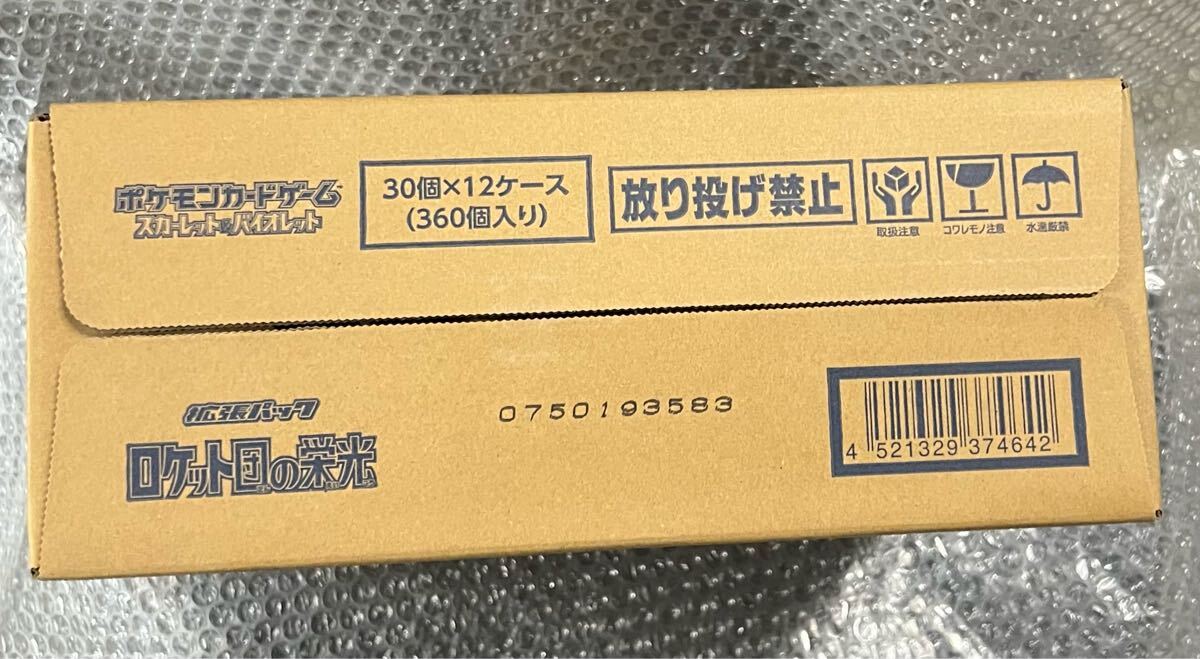 ポケモンカードゲーム
スカーレット&バイオレット
30個×12ケース
(360個入り)
放り投げ禁止
取扱注意
コワレモノ注意
水濡厳禁
拡張パック
ロケット団の栄光
0750193583
4 521329 374642